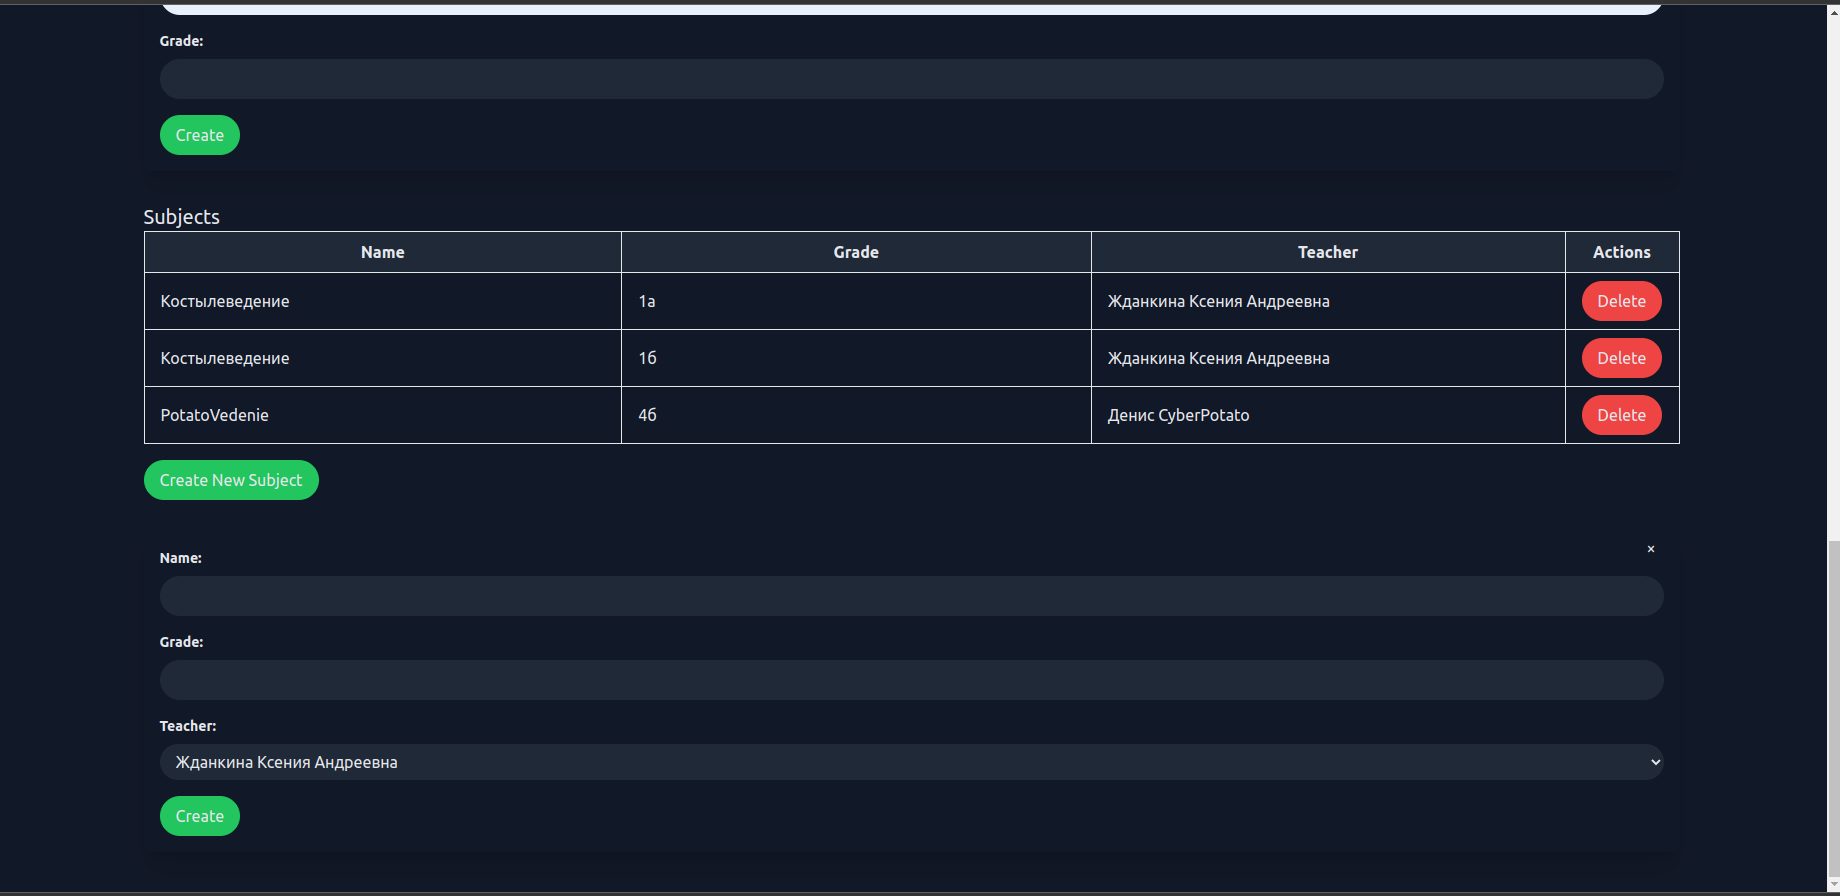 Grade:
Create
Subjects
Name Grade Teacher Actions
Костылеведение 1а Жданкина Ксения Андреевна Delete
Костылеведение 1б Жданкина Ксения Андреевна Delete
PotatoVedenie 4б Денис CyberPotato Delete
Create New Subject
×
Name:
Grade:
Teacher:
Жданкина Ксения Андреевна
Create